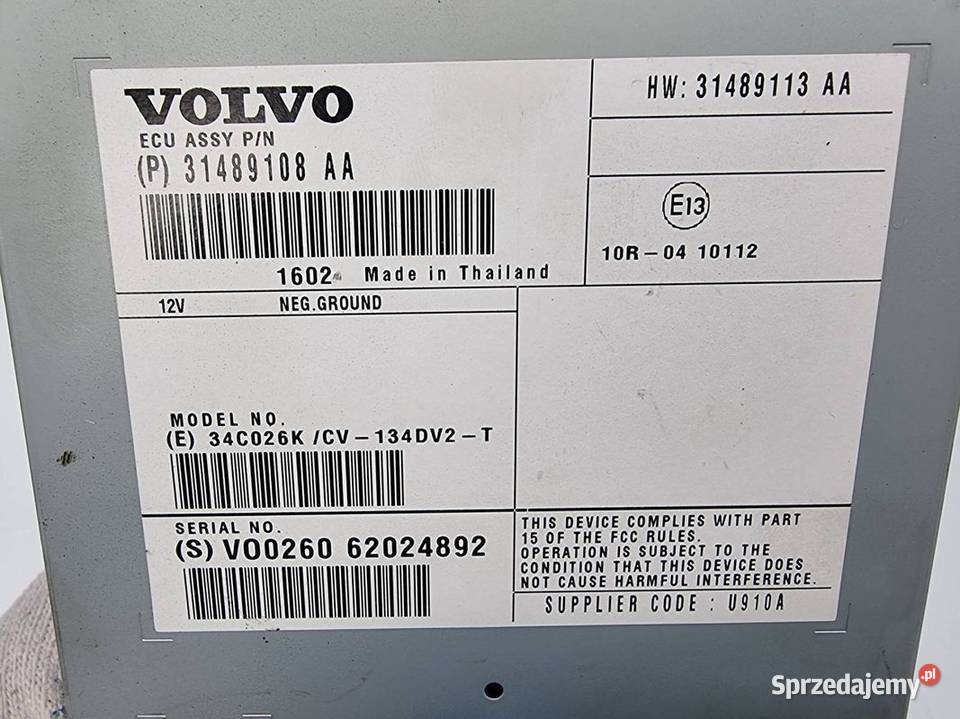 VOLVO
ECU ASSY P/N
(P) 31489108 AA
1602 Made in Thailand
HW: 31489113 AA
E13
10R-04 10112
12V NEG.GROUND
MODEL NO.
(E) 34C026K /CV-134DV2-T
SERIAL NO.
(S) VO0260 62024892
THIS DEVICE COMPLIES WITH PART
15 OF THE FCC RULES.
OPERATION IS SUBJECT TO THE
CONDITION THAT THIS DEVICE DOES
NOT CAUSE HARMFUL INTERFERENCE.
SUPPLIER CODE : U910A
Sprzedajemy.pl